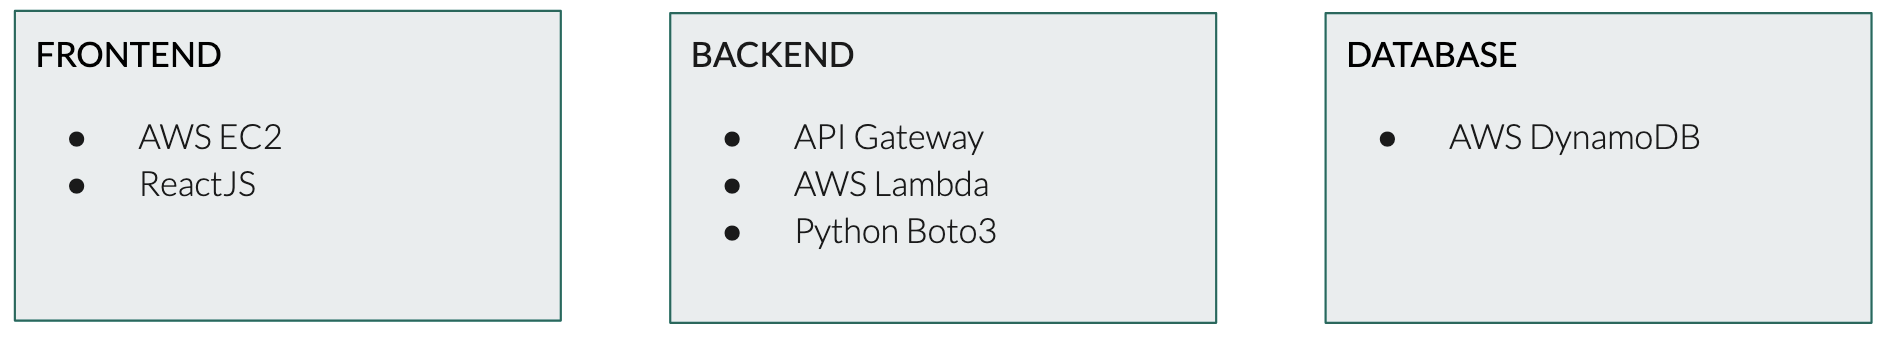 FRONTEND
● AWS EC2
● ReactJS
BACKEND
● API Gateway
● AWS Lambda
● Python Boto3
DATABASE
● AWS DynamoDB